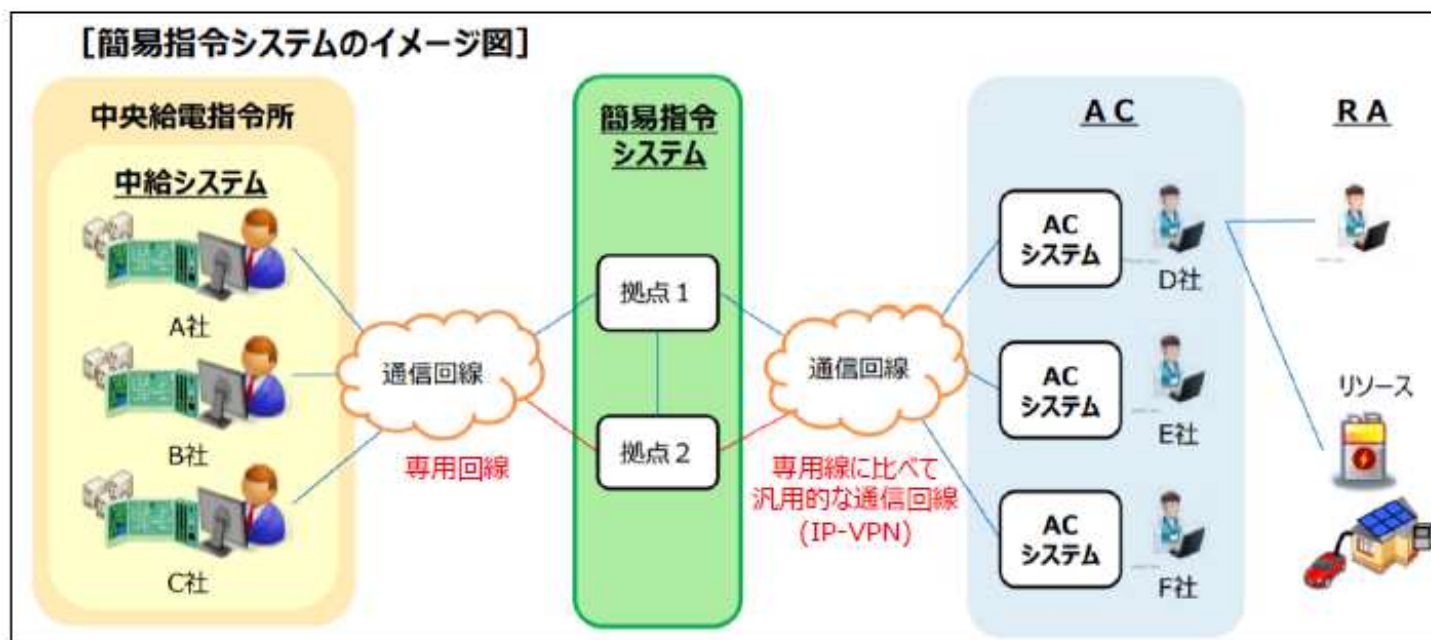 ［簡易指令システムのイメージ図］
中央給電指令所
中給システム
A社
B社
C社
通信回線
専用回線
簡易指令
システム
拠点１
拠点２
通信回線
専用線に比べて
汎用的な通信回線
(IP-VPN)
ＡＣ
AC
システム
D社
AC
システム
E社
AC
システム
F社
ＲＡ
リソース